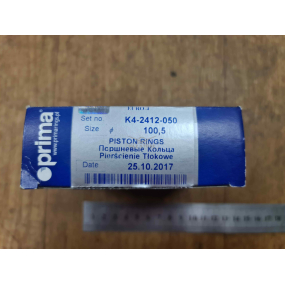 prima®
www.primarings.pl
Set no. K4-2412-050
Size ⌀ 100,5
PISTON RINGS
Поршневые Кольца
Pierścienie Tłokowe
Date 25.10.2017